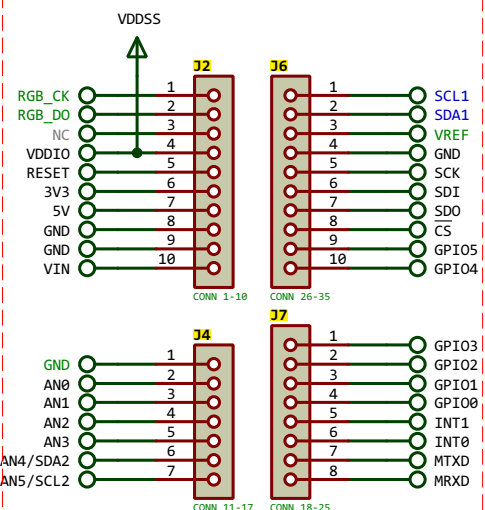 VDDSS
J2
RGB_CK 1
RGB_DO 2
NC 3
VDDIO 4
RESET 5
3V3 6
5V 7
GND 8
GND 9
VIN 10
CONN 1-10
J6
1 SCL1
2 SDA1
3 VREF
4 GND
5 SCK
6 SDI
7 SDO
8 CS
9 GPIO5
10 GPIO4
CONN 26-35
J4
GND 1
AN0 2
AN1 3
AN2 4
AN3 5
AN4/SDA2 6
AN5/SCL2 7
CONN 11-17
J7
1 GPIO3
2 GPIO2
3 GPIO1
4 GPIO0
5 INT1
6 INT0
7 MTXD
8 MRXD
CONN 18-25